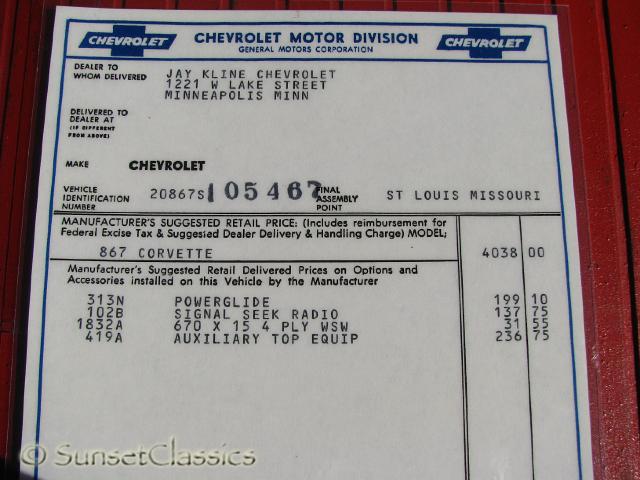 CHEVROLET
CHEVROLET MOTOR DIVISION
GENERAL MOTORS CORPORATION
CHEVROLET
DEALER TO
WHOM DELIVERED
JAY KLINE CHEVROLET
1221 W LAKE STREET
MINNEAPOLIS MINN
DELIVERED TO
DEALER AT
(IF DIFFERENT
FROM ABOVE)
MAKE CHEVROLET
VEHICLE
IDENTIFICATION
NUMBER
20867S105467
FINAL
ASSEMBLY
POINT
ST LOUIS MISSOURI
MANUFACTURER'S SUGGESTED RETAIL PRICE: (Includes reimbursement for
Federal Excise Tax & Suggested Dealer Delivery & Handling Charge) MODEL;
867 CORVETTE 4038 00
Manufacturer's Suggested Retail Delivered Prices on Options and
Accessories installed on this Vehicle by the Manufacturer
313N POWERGLIDE 199 10
102B SIGNAL SEEK RADIO 137 75
1832A 670 X 15 4 PLY WSW 31 55
419A AUXILIARY TOP EQUIP 236 75
© SunsetClassics